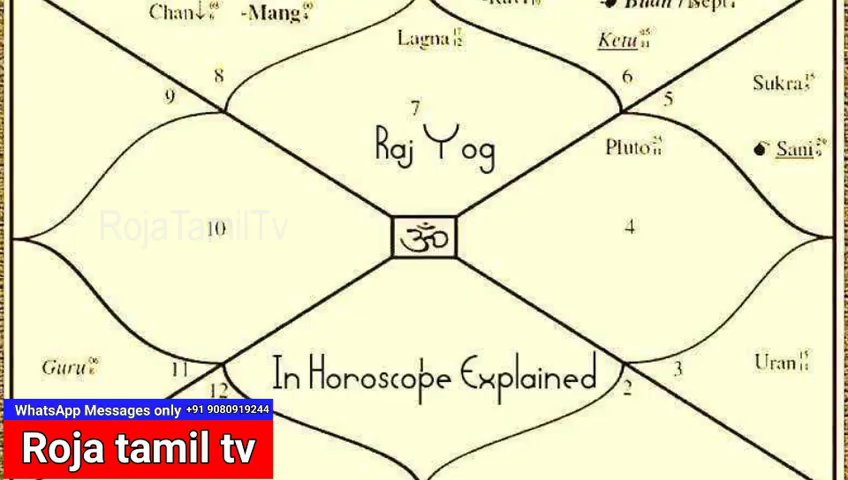 Chan↓ -Mang
Lagna
Ketu
8 6
9 5
Sukra
7
Raj Yog
Pluto
Sani
RojaTamilTv
10 ॐ 4
Guru
11
In Horoscope Explained
3
Uran
12 2
WhatsApp Messages only +91 9080919244
Roja tamil tv